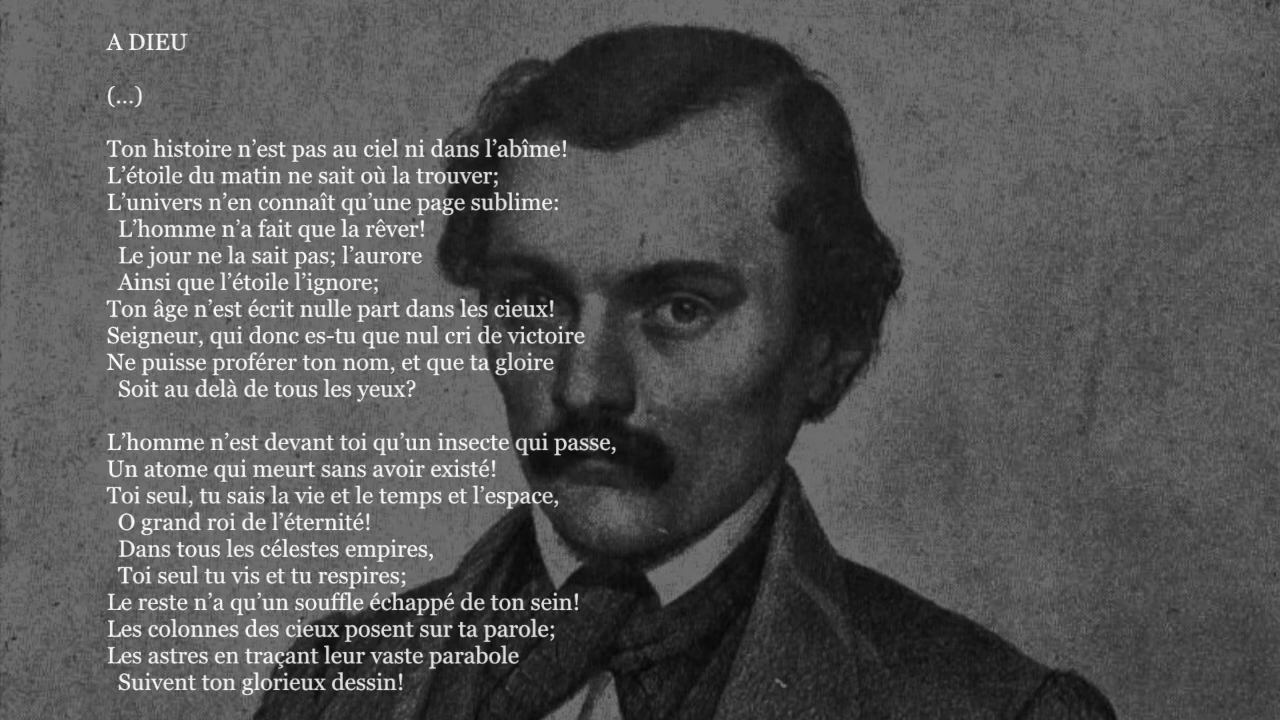 A DIEU
(...)
Ton histoire n’est pas au ciel ni dans l’abîme!
L’étoile du matin ne sait où la trouver;
L’univers n’en connaît qu’une page sublime:
L’homme n’a fait que la rêver!
Le jour ne la sait pas; l’aurore
Ainsi que l’étoile l’ignore;
Ton âge n’est écrit nulle part dans les cieux!
Seigneur, qui donc es-tu que nul cri de victoire
Ne puisse proférer ton nom, et que ta gloire
Soit au delà de tous les yeux?
L’homme n’est devant toi qu’un insecte qui passe,
Un atome qui meurt sans avoir existé!
Toi seul, tu sais la vie et le temps et l’espace,
O grand roi de l’éternité!
Dans tous les célestes empires,
Toi seul tu vis et tu respires;
Le reste n’a qu’un souffle échappé de ton sein!
Les colonnes des cieux posent sur ta parole;
Les astres en traçant leur vaste parabole
Suivent ton glorieux dessin!